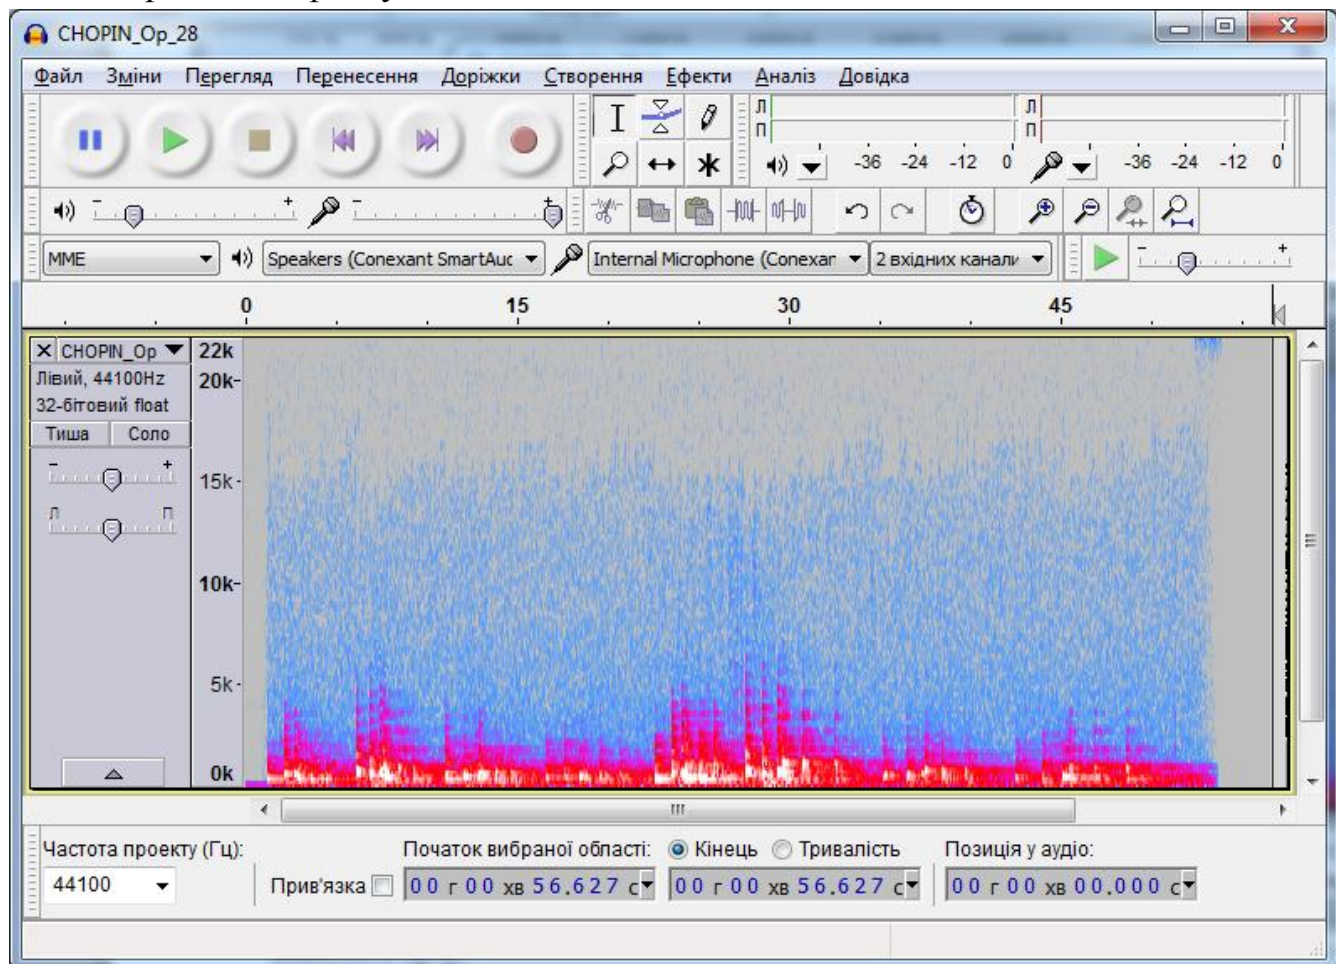 CHOPIN_Op_28
Файл Зміни Перегляд Перенесення Доріжки Створення Ефекти Аналіз Довідка
Л
П
-36 -24 -12 0
Л
П
-36 -24 -12 0
- +
- +
MME
Speakers (Conexant SmartAuc
Internal Microphone (Conexar
2 вхідних канали
- +
0 15 30 45
CHOPIN_Op
Лівий, 44100Hz
32-бітовий float
Тиша Соло
- +
Л П
22k
20k-
15k-
10k-
5k-
0k
Частота проекту (Гц): Початок вибраної області: Кінець Тривалість Позиція у аудіо:
44100 Прив'язка 00 г 00 хв 56.627 с 00 г 00 хв 56.627 с 00 г 00 хв 00.000 с